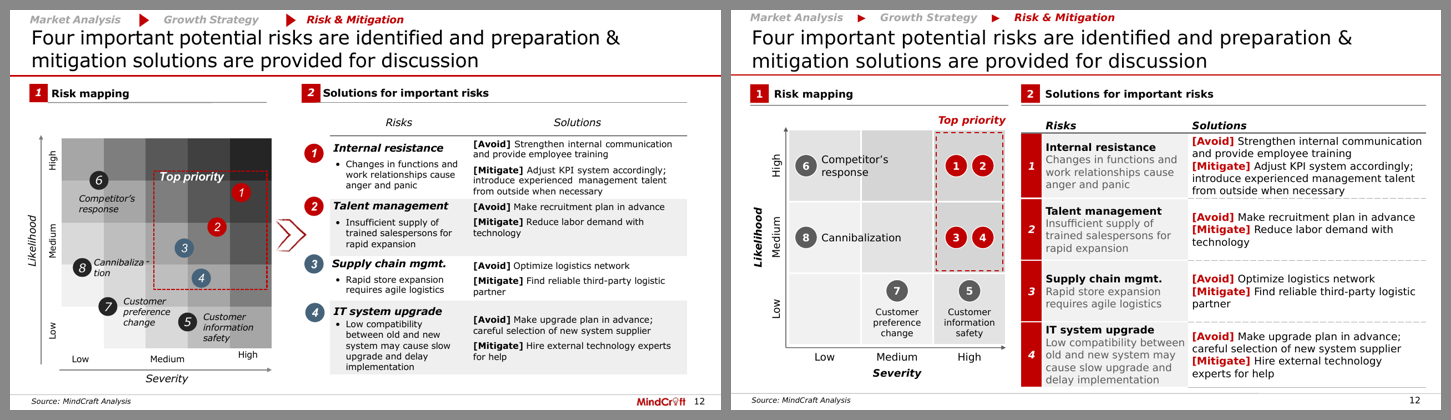 Market Analysis Growth Strategy Risk & Mitigation
Four important potential risks are identified and preparation &
mitigation solutions are provided for discussion
1 Risk mapping
Likelihood
High
Medium
Low
Top priority
6
Competitor's
response
1
2
3
8 Cannibaliza-
tion
4
7 Customer
preference
change
5 Customer
information
safety
Low Medium High
Severity
2 Solutions for important risks
Risks Solutions
1 Internal resistance
• Changes in functions and
work relationships cause
anger and panic
[Avoid] Strengthen internal communication
and provide employee training
[Mitigate] Adjust KPI system accordingly;
introduce experienced management talent
from outside when necessary
2 Talent management
• Insufficient supply of
trained salespersons for
rapid expansion
[Avoid] Make recruitment plan in advance
[Mitigate] Reduce labor demand with
technology
3 Supply chain mgmt.
• Rapid store expansion
requires agile logistics
[Avoid] Optimize logistics network
[Mitigate] Find reliable third-party logistic
partner
4 IT system upgrade
• Low compatibility
between old and new
system may cause slow
upgrade and delay
implementation
[Avoid] Make upgrade plan in advance;
careful selection of new system supplier
[Mitigate] Hire external technology experts
for help
Source: MindCraft Analysis
MindCraft 12
Market Analysis Growth Strategy Risk & Mitigation
Four important potential risks are identified and preparation &
mitigation solutions are provided for discussion
1 Risk mapping
Top priority
Likelihood
High
Medium
Low
6 Competitor's
response
1 2
8 Cannibalization
3 4
7
Customer
preference
change
5
Customer
information
safety
Low Medium High
Severity
2 Solutions for important risks
Risks Solutions
1 Internal resistance
Changes in functions and
work relationships cause
anger and panic
[Avoid] Strengthen internal communication
and provide employee training
[Mitigate] Adjust KPI system accordingly;
introduce experienced management talent
from outside when necessary
2 Talent management
Insufficient supply of
trained salespersons for
rapid expansion
[Avoid] Make recruitment plan in advance
[Mitigate] Reduce labor demand with
technology
3 Supply chain mgmt.
Rapid store expansion
requires agile logistics
[Avoid] Optimize logistics network
[Mitigate] Find reliable third-party logistic
partner
4 IT system upgrade
Low compatibility between
old and new system may
cause slow upgrade and
delay implementation
[Avoid] Make upgrade plan in advance;
careful selection of new system supplier
[Mitigate] Hire external technology
experts for help
Source: MindCraft Analysis
12